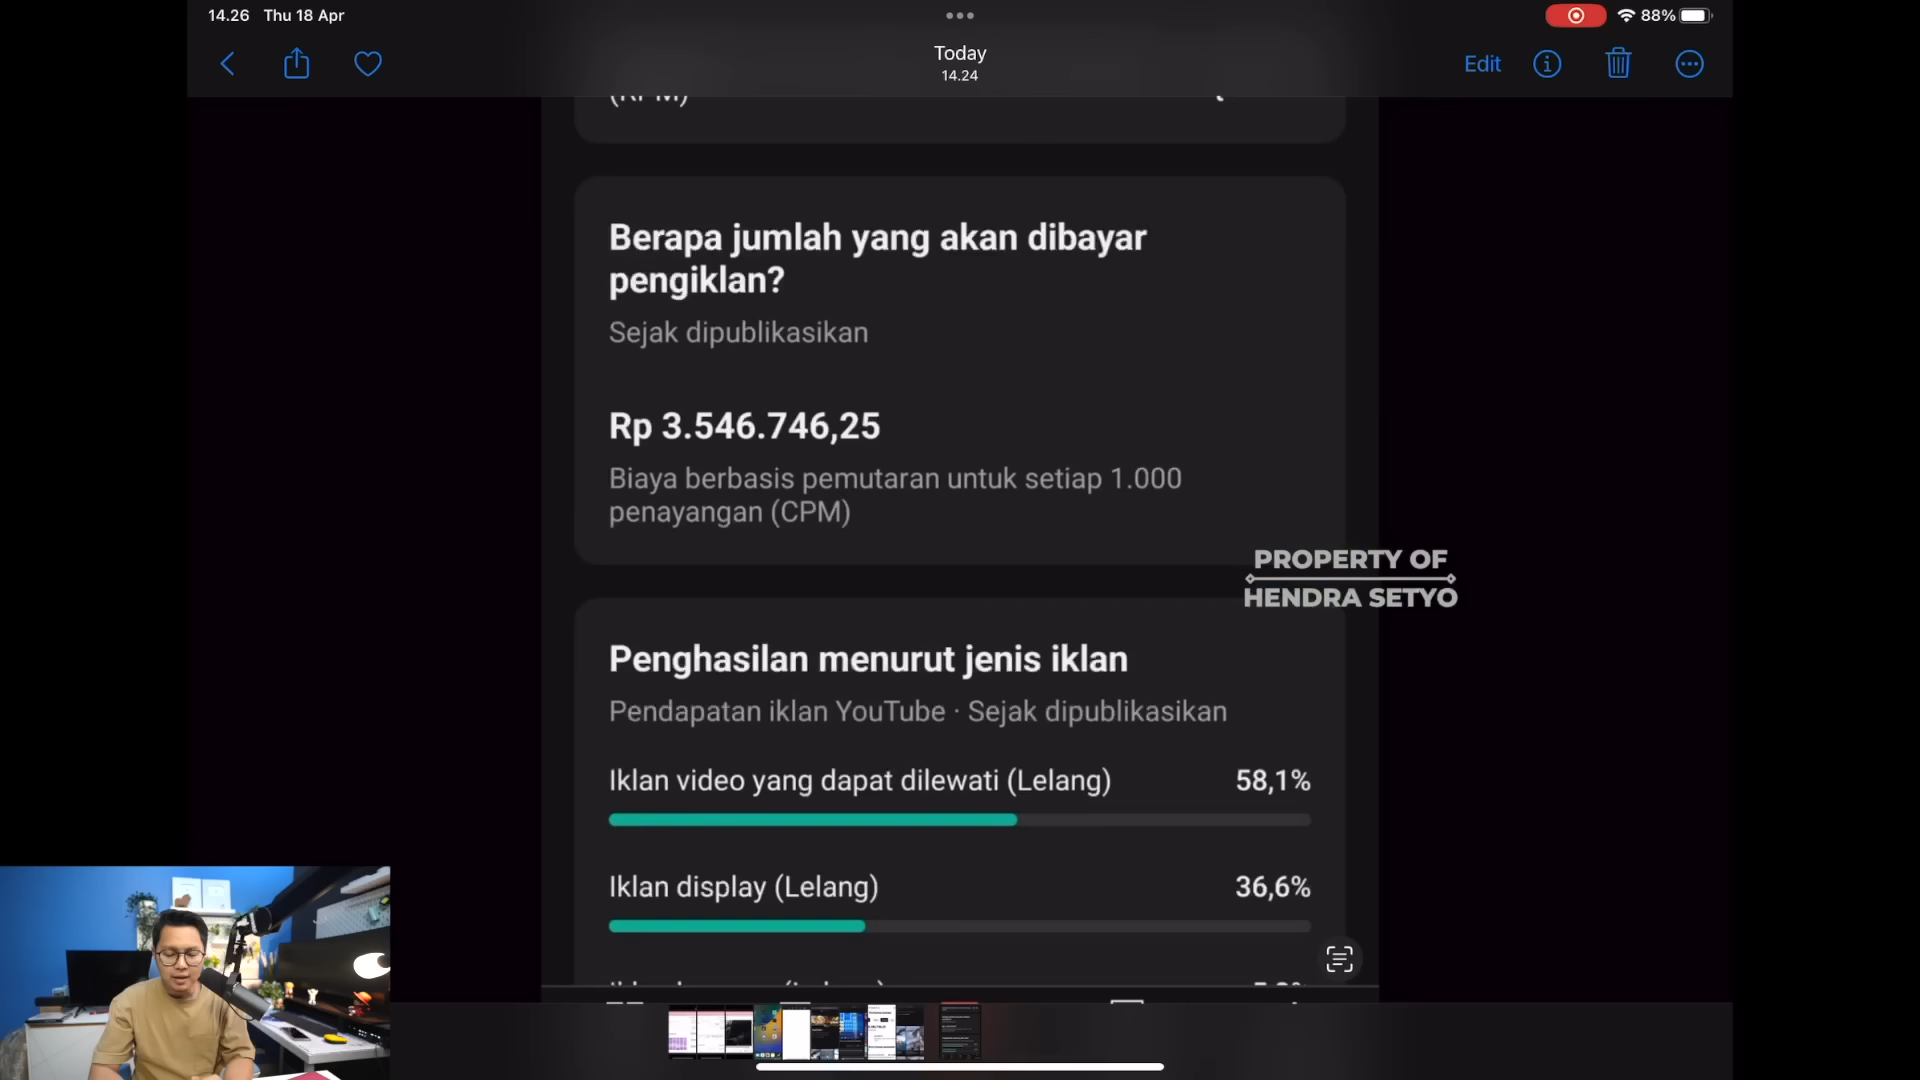 14.26 Thu 18 Apr
88%
Today
14.24
Edit
(RPM)
Berapa jumlah yang akan dibayar
pengiklan?
Sejak dipublikasikan
Rp 3.546.746,25
Biaya berbasis pemutaran untuk setiap 1.000
penayangan (CPM)
PROPERTY OF
HENDRA SETYO
Penghasilan menurut jenis iklan
Pendapatan iklan YouTube · Sejak dipublikasikan
Iklan video yang dapat dilewati (Lelang) 58,1%
Iklan display (Lelang) 36,6%